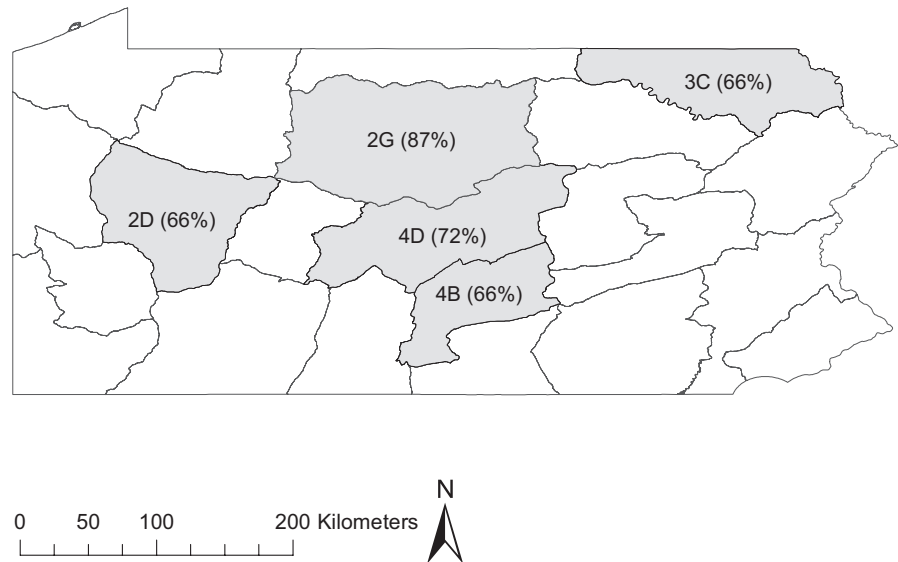 3C (66%)
2G (87%)
2D (66%)
4D (72%)
4B (66%)
N
0 50 100 200 Kilometers